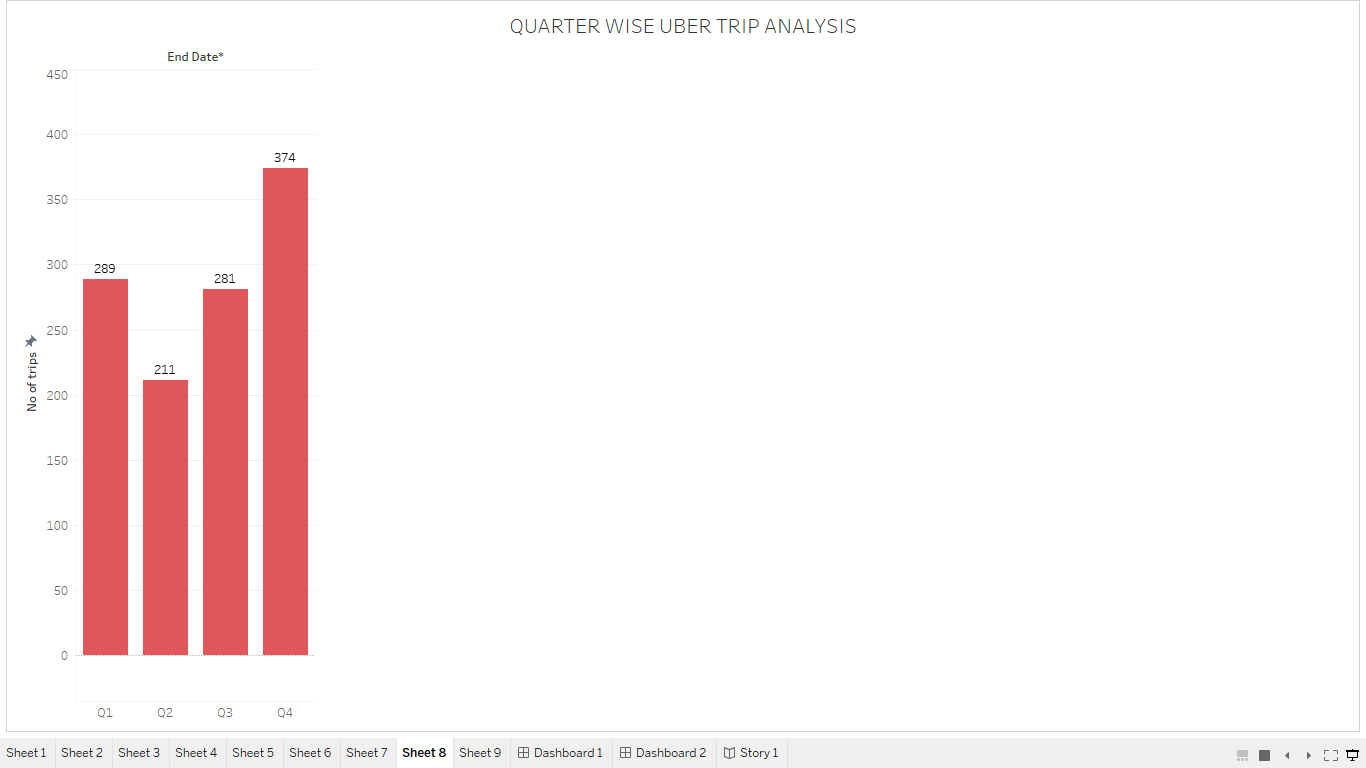 QUARTER WISE UBER TRIP ANALYSIS
End Date*
450
400
350
300
250
200
150
100
50
0
No of trips
289
211
281
374
Q1 Q2 Q3 Q4
Sheet 1 Sheet 2 Sheet 3 Sheet 4 Sheet 5 Sheet 6 Sheet 7 Sheet 8 Sheet 9 Dashboard 1 Dashboard 2 Story 1